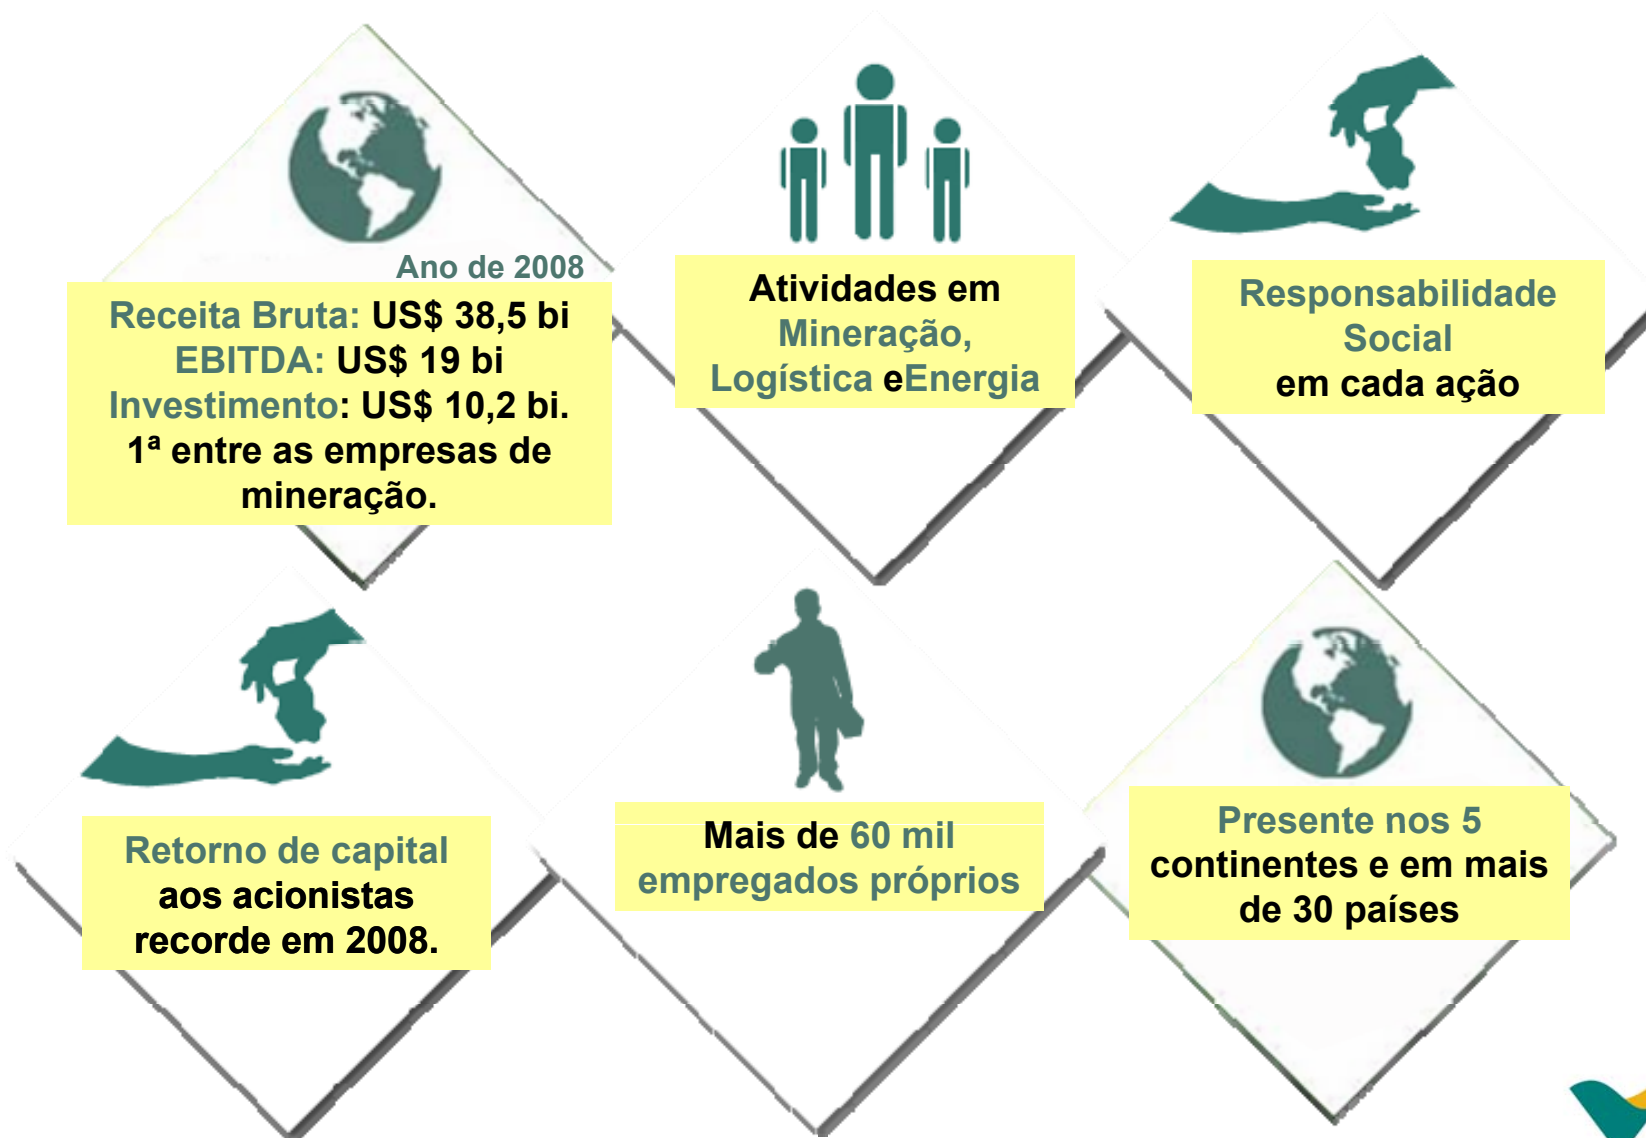 Ano de 2008
Receita Bruta: US$ 38,5 bi
EBITDA: US$ 19 bi
Investimento: US$ 10,2 bi.
1ª entre as empresas de
mineração.
Atividades em
Mineração,
Logística eEnergia
Responsabilidade
Social
em cada ação
Retorno de capital
aos acionistas
recorde em 2008.
Mais de 60 mil
empregados próprios
Presente nos 5
continentes e em mais
de 30 países